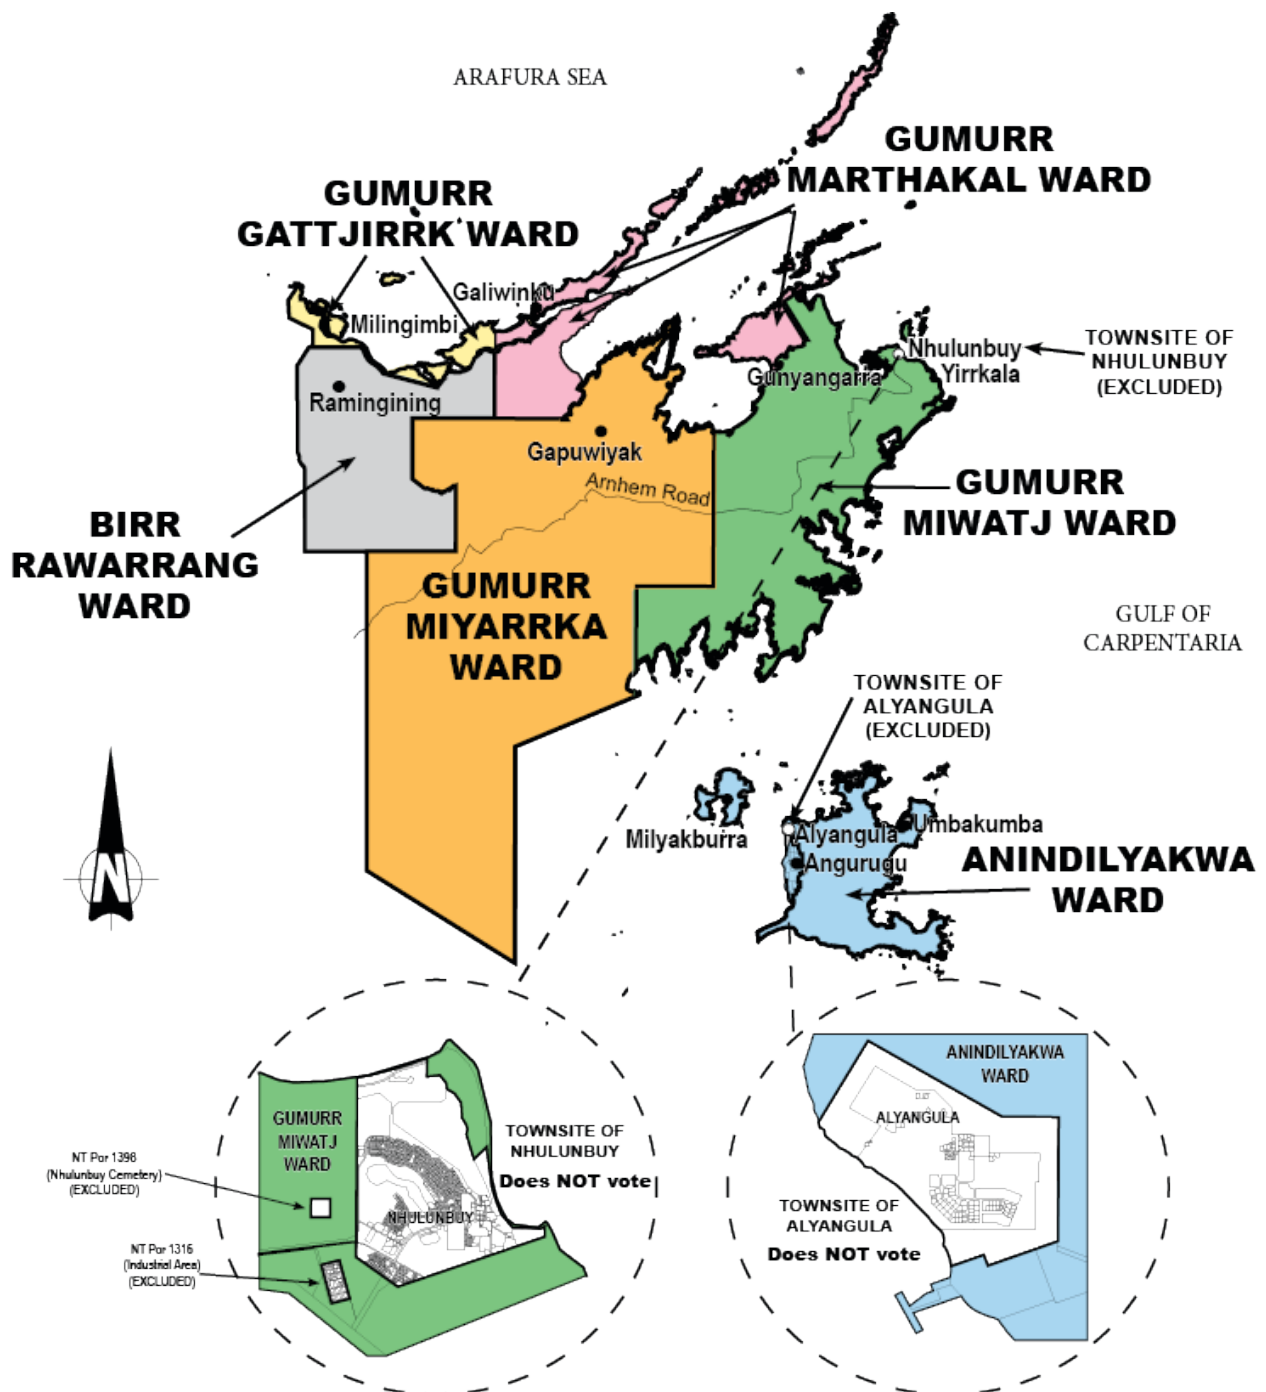 ARAFURA SEA
GUMURR
MARTHAKAL WARD
GUMURR
GATTJIRRK WARD
Galiwinku
Milingimbi
Nhulunbuy
Yirrkala
TOWNSITE OF
NHULUNBUY
(EXCLUDED)
Gunyangarra
Ramingining
Gapuwiyak
Arnhem Road
GUMURR
MIWATJ WARD
BIRR
RAWARRANG
WARD
GUMURR
MIYARRKA
WARD
GULF OF
CARPENTARIA
TOWNSITE OF
ALYANGULA
(EXCLUDED)
Milyakburra
Alyangula
Umbakumba
Angurugu
ANINDILYAKWA
WARD
N
GUMURR
MIWATJ
WARD
NT Por 1396
(Nhulunbuy Cemetery)
(EXCLUDED)
NT Por 1316
(Industrial Area)
(EXCLUDED)
NHULUNBUY
TOWNSITE OF
NHULUNBUY
Does NOT vote
ANINDILYAKWA
WARD
ALYANGULA
TOWNSITE OF
ALYANGULA
Does NOT vote